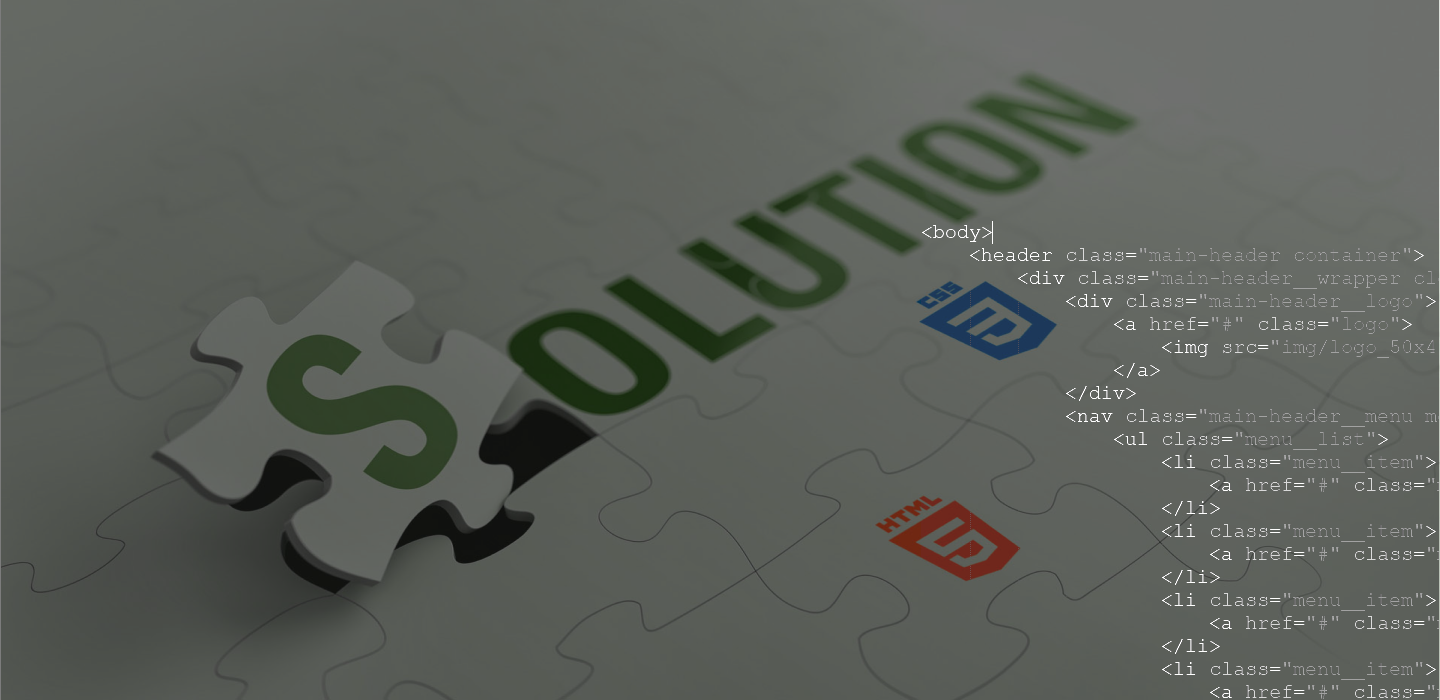 SOLUTION
<body>
<header class="main-header container">
<div class="main-header__wrapper
<div class="main-header__logo">
<a href="#" class="logo">
<img src="img/logo_50x4
</a>
</div>
<nav class="main-header__menu
<ul class="menu__list">
<li class="menu__item">
<a href="#" class="
</li>
<li class="menu__item">
<a href="#" class="
</li>
<li class="menu__item">
<a href="#" class="
</li>
<li class="menu__item">
<a href="#" class="
CSS
HTML